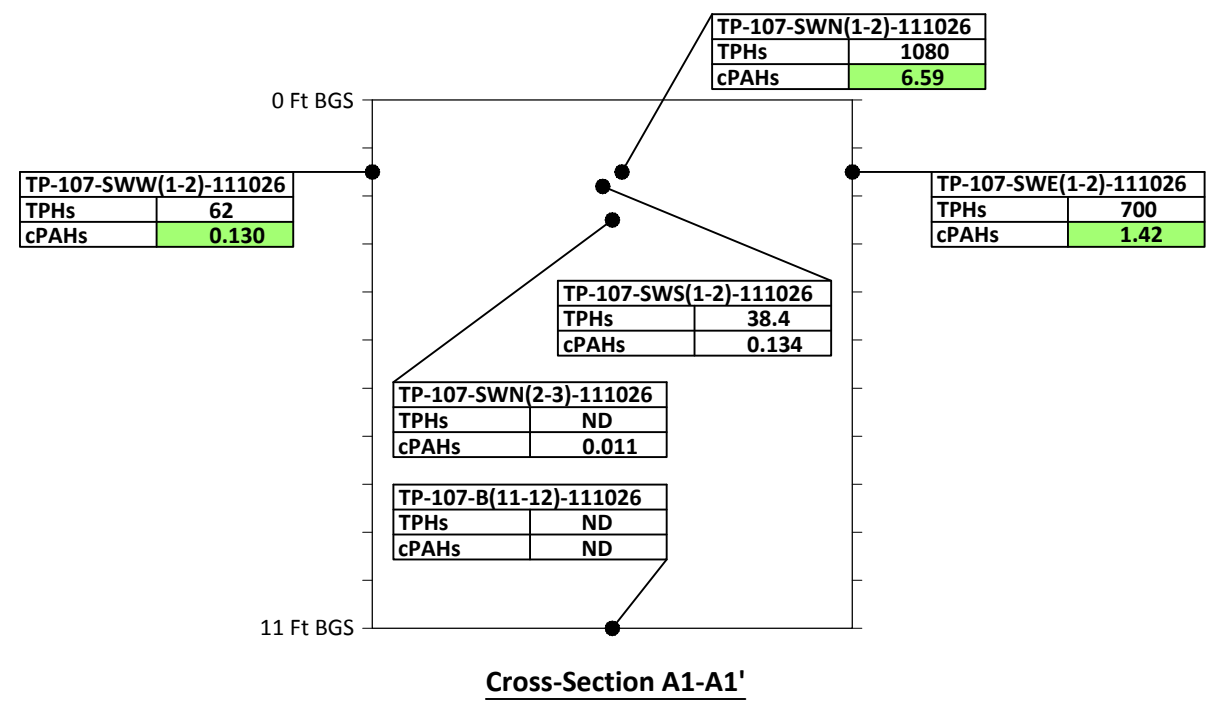 TP-107-SWN(1-2)-111026
TPHs 1080
cPAHs 6.59
0 Ft BGS
TP-107-SWW(1-2)-111026
TPHs 62
cPAHs 0.130
TP-107-SWE(1-2)-111026
TPHs 700
cPAHs 1.42
TP-107-SWS(1-2)-111026
TPHs 38.4
cPAHs 0.134
TP-107-SWN(2-3)-111026
TPHs ND
cPAHs 0.011
TP-107-B(11-12)-111026
TPHs ND
cPAHs ND
11 Ft BGS
Cross-Section A1-A1'